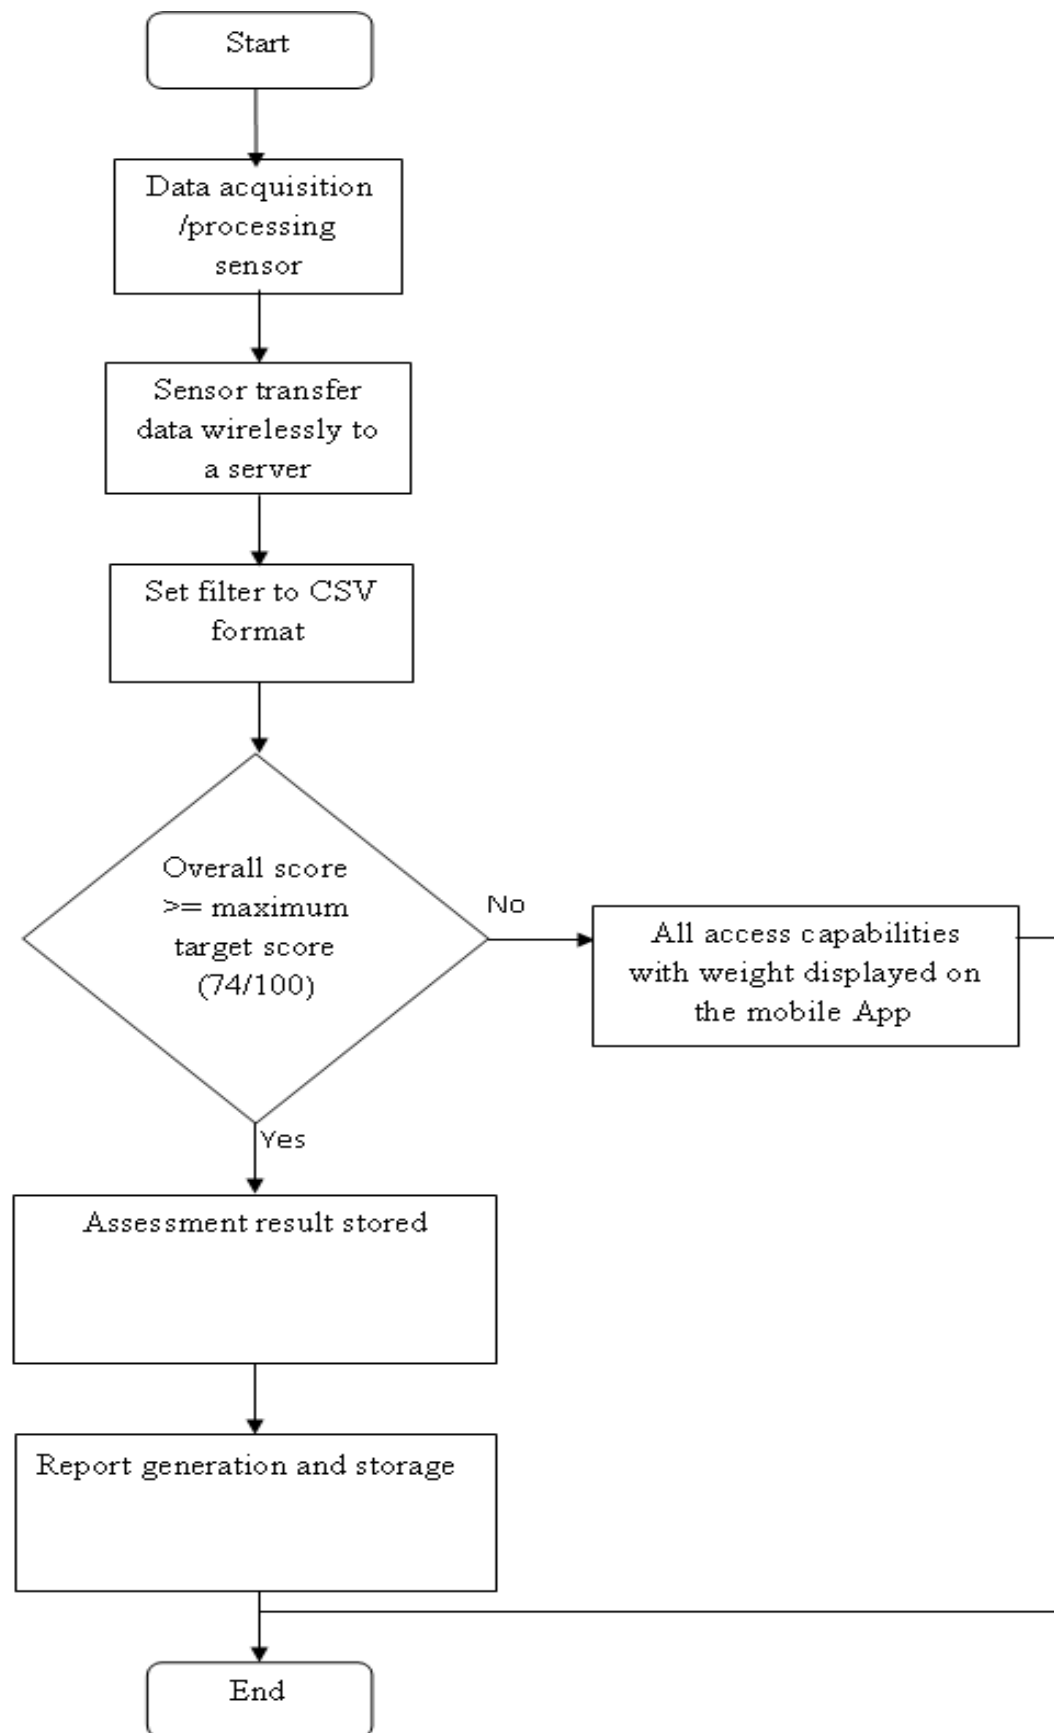 Start
Data acquisition
/processing
sensor
Sensor transfer
data wirelessly to
a server
Set filter to CSV
format
Overall score
>= maximum
target score
(74/100)
No
All access capabilities
with weight displayed on
the mobile App
Yes
Assessment result stored
Report generation and storage
End